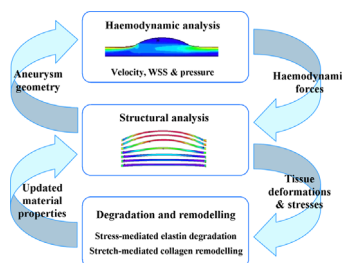 Haemodynamic analysis
Velocity, WSS & pressure
Aneurysm
geometry
Haemodynami
forces
Structural analysis
Updated
material
properties
Tissue
deformations
& stresses
Degradation and remodelling
Stress-mediated elastin degradation
Stretch-mediated collagen remodelling